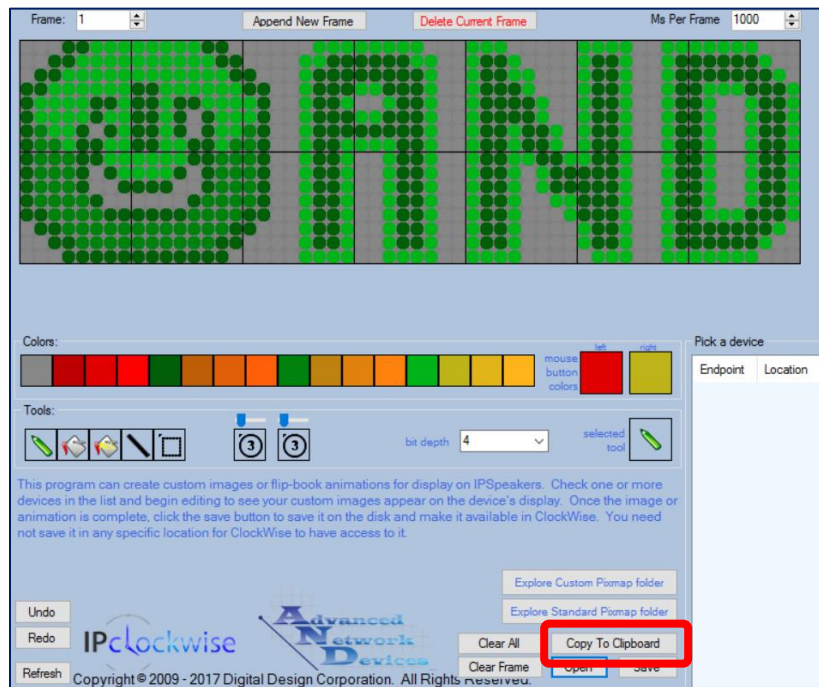 Frame: 1 Append New Frame Delete Current Frame Ms Per Frame 1000
AND
Colors:
left right
mouse button colors
Pick a device
Endpoint Location
Tools:
3 3
bit depth 4
selected tool
This program can create custom images or flip-book animations for display on IPSpeakers. Check one or more
devices in the list and begin editing to see your custom images appear on the device's display. Once the image or
animation is complete, click the save button to save it on the disk and make it available in ClockWise. You need
not save it in any specific location for ClockWise to have access to it.
Explore Custom Pixmap folder
Explore Standard Pixmap folder
Undo
Redo
Refresh
IPclockwise
Advanced
Network
Devices
Clear All Copy To Clipboard
Clear Frame Open Save
Copyright © 2009 - 2017 Digital Design Corporation. All Rights Reserved.